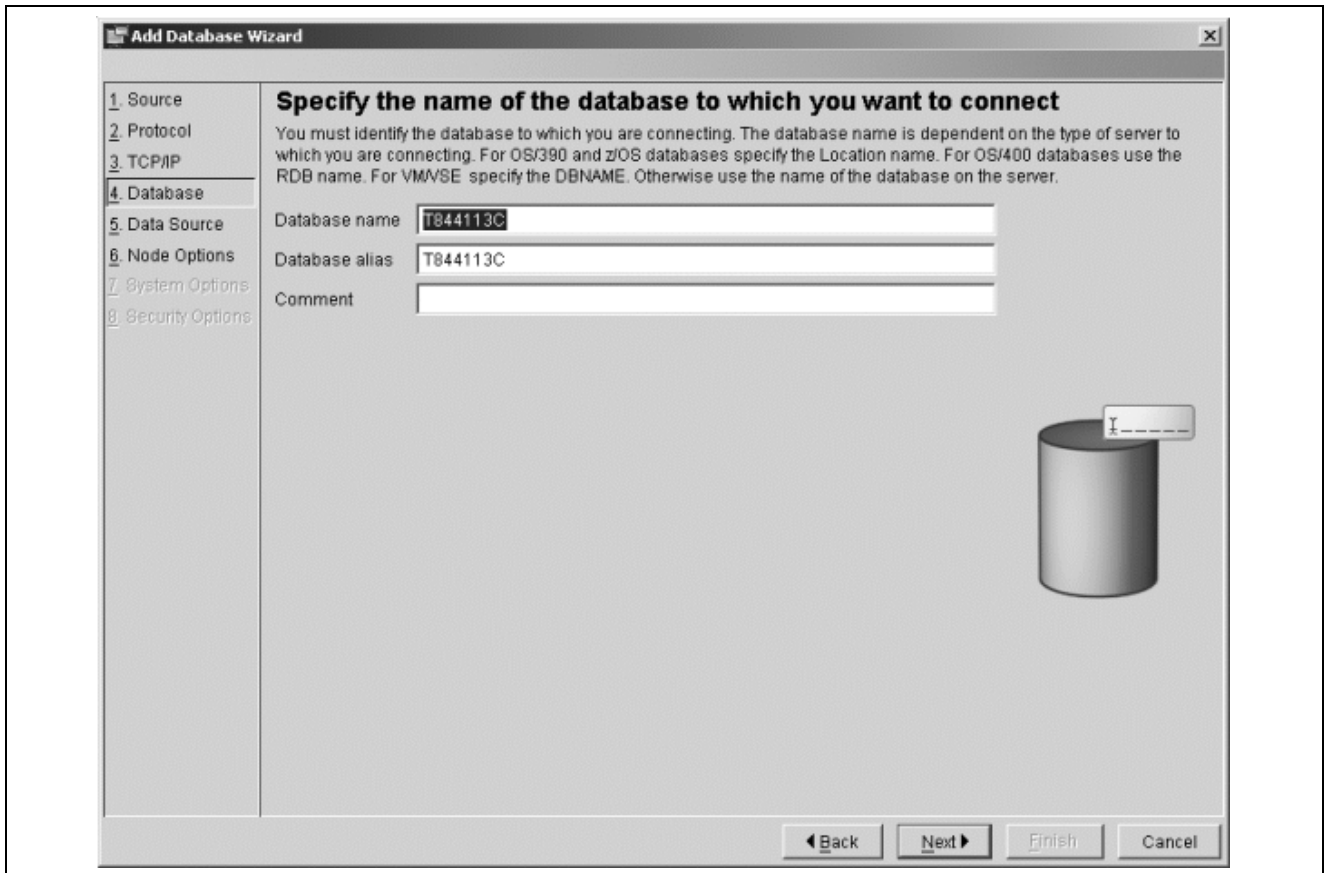 Add Database Wizard
1. Source
2. Protocol
3. TCP/IP
4. Database
5. Data Source
6. Node Options
7. System Options
8. Security Options
Specify the name of the database to which you want to connect
You must identify the database to which you are connecting. The database name is dependent on the type of server to
which you are connecting. For OS/390 and z/OS databases specify the Location name. For OS/400 databases use the
RDB name. For VM/VSE specify the DBNAME. Otherwise use the name of the database on the server.
Database name T844113C
Database alias T844113C
Comment
Back Next Finish Cancel